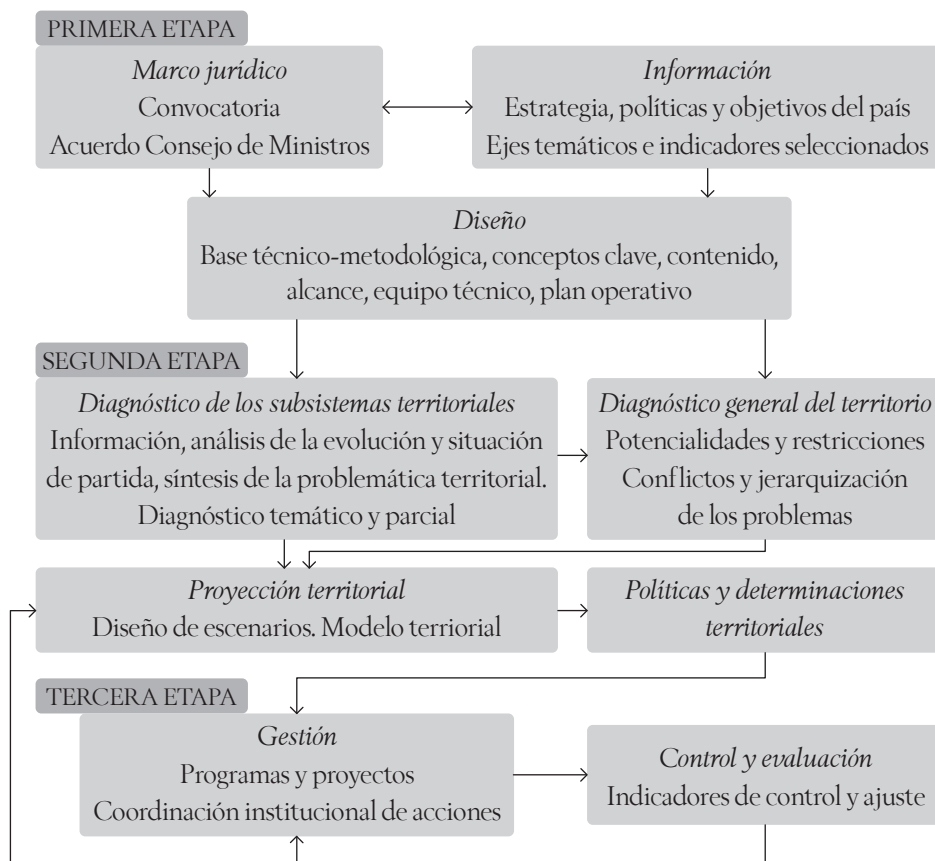 PRIMERA ETAPA
Marco jurídico
Convocatoria
Acuerdo Consejo de Ministros
Información
Estrategia, políticas y objetivos del país
Ejes temáticos e indicadores seleccionados
Diseño
Base técnico-metodológica, conceptos clave, contenido,
alcance, equipo técnico, plan operativo
SEGUNDA ETAPA
Diagnóstico de los subsistemas territoriales
Información, análisis de la evolución y situación
de partida, síntesis de la problemática territorial.
Diagnóstico temático y parcial
Diagnóstico general del territorio
Potencialidades y restricciones
Conflictos y jerarquización
de los problemas
Proyección territorial
Diseño de escenarios. Modelo terriorial
Políticas y determinaciones
territoriales
TERCERA ETAPA
Gestión
Programas y proyectos
Coordinación institucional de acciones
Control y evaluación
Indicadores de control y ajuste